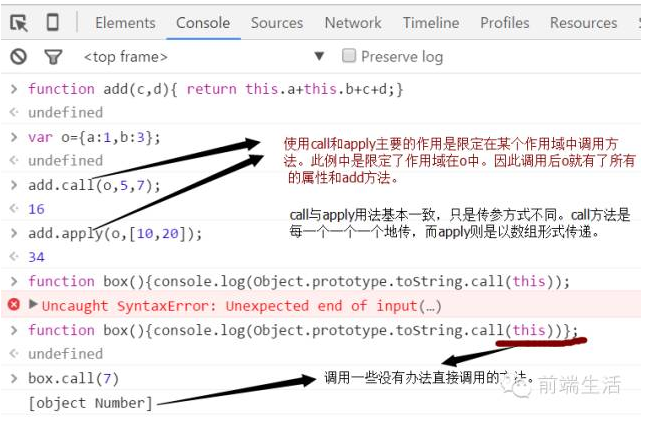 Elements Console Sources Network Timeline Profiles Resources
<top frame> ▼ Preserve log
> function add(c,d){ return this.a+this.b+c+d;}
< undefined
> var o={a:1,b:3};
< undefined
> add.call(o,5,7);
16
> add.apply(o,[10,20]);
34
使用call和apply主要的作用是限定在某个作用域中调用方
法。此例中是限定了作用域在o中。因此调用后o就有了所有
的属性和add方法。
call与apply用法基本一致，只是传参方式不同。call方法是
每一个一个一个地传，而apply则是以数组形式传递。
> function box(){console.log(Object.prototype.toString.call(this));
▶ Uncaught SyntaxError: Unexpected end of input(…)
> function box(){console.log(Object.prototype.toString.call(this))};
< undefined
> box.call(7)
[object Number]
调用一些没有办法直接调用的方法。
前端生活